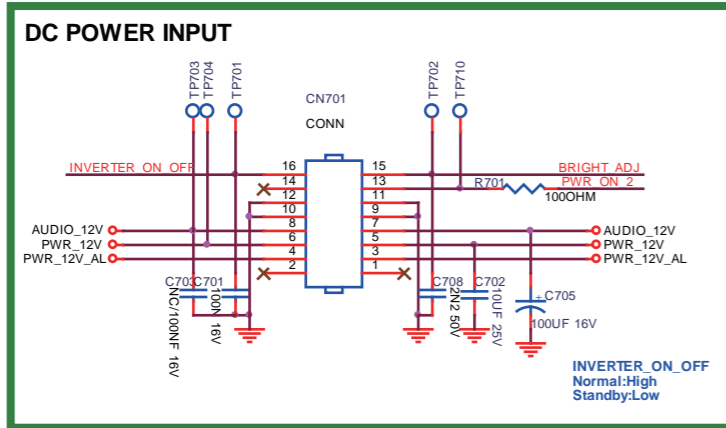 DC POWER INPUT
TP703
TP704
TP701
TP702
TP710
CN701
CONN
INVERTER_ON_OFF
16
15
BRIGHT_ADJ
14
13
R701
PWR_ON_2
100OHM
12
11
10
9
AUDIO_12V
8
7
AUDIO_12V
PWR_12V
6
5
PWR_12V
PWR_12V_AL
4
3
PWR_12V_AL
2
1
C703
NC/100NF 16V
C701
100N 16V
C708
2N2 50V
C702
10UF 25V
+
C705
100UF 16V
INVERTER_ON_OFF
Normal:High
Standby:Low